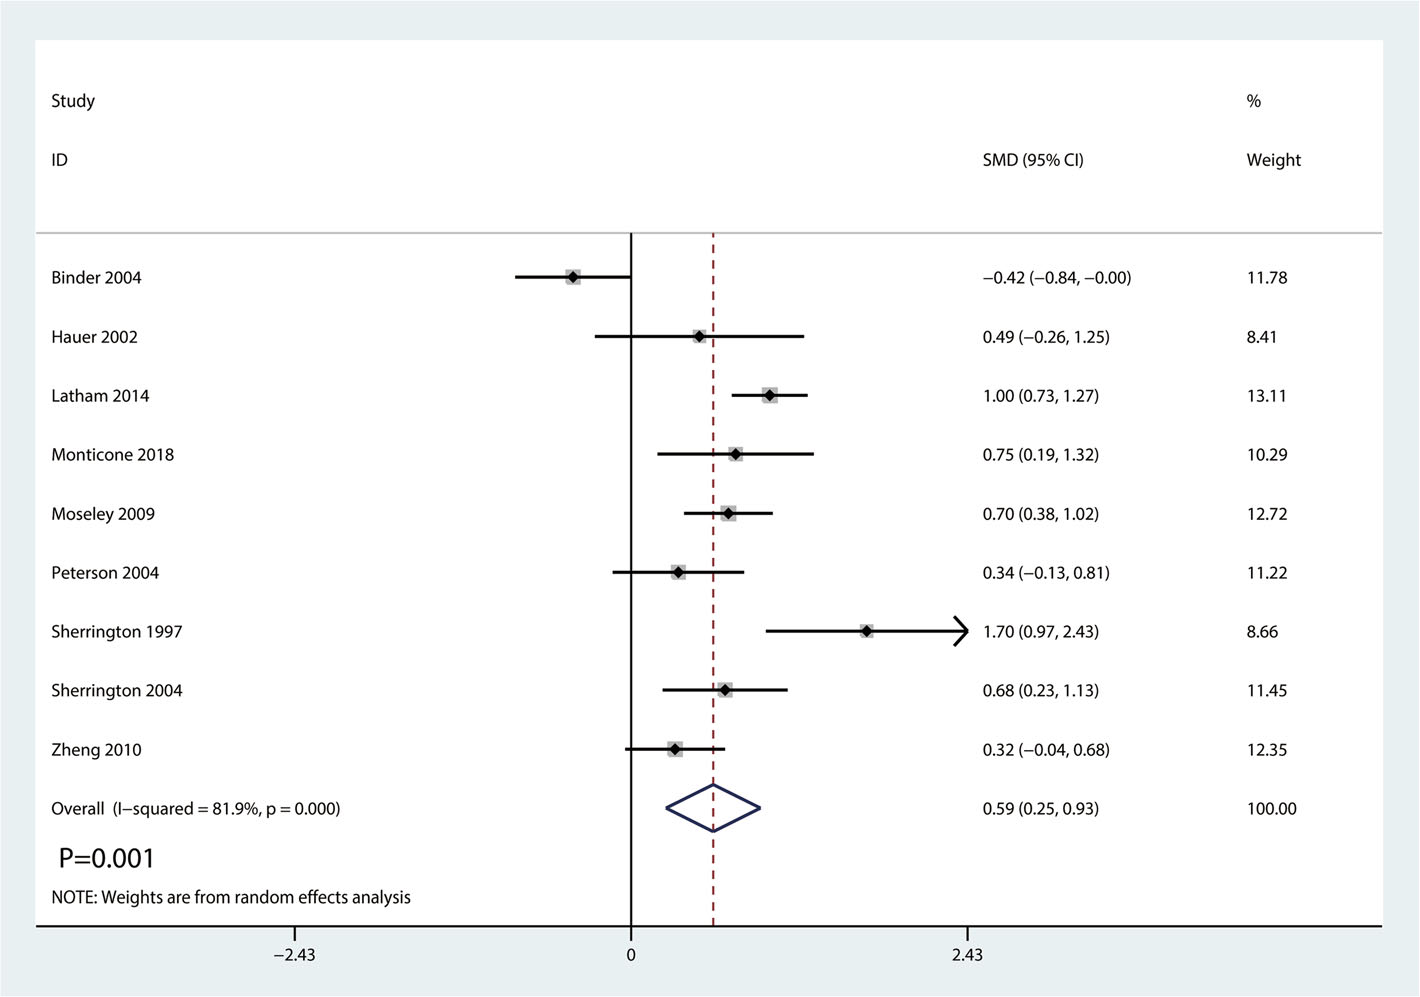 Study %
ID SMD (95% CI) Weight
Binder 2004 −0.42 (−0.84, −0.00) 11.78
Hauer 2002 0.49 (−0.26, 1.25) 8.41
Latham 2014 1.00 (0.73, 1.27) 13.11
Monticone 2018 0.75 (0.19, 1.32) 10.29
Moseley 2009 0.70 (0.38, 1.02) 12.72
Peterson 2004 0.34 (−0.13, 0.81) 11.22
Sherrington 1997 1.70 (0.97, 2.43) 8.66
Sherrington 2004 0.68 (0.23, 1.13) 11.45
Zheng 2010 0.32 (−0.04, 0.68) 12.35
Overall (I−squared = 81.9%, p = 0.000) 0.59 (0.25, 0.93) 100.00
P=0.001
NOTE: Weights are from random effects analysis
−2.43 0 2.43